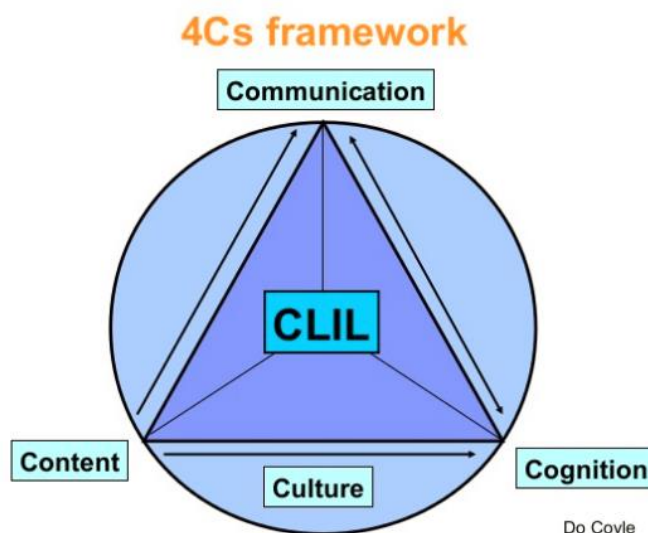 4Cs framework
Communication
CLIL
Content
Culture
Cognition
Do Coyle